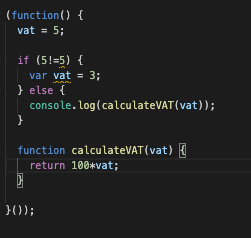 (function() {
vat = 5;
if (5!=5) {
var vat = 3;
} else {
console.log(calculateVAT(vat));
}
function calculateVAT(vat) {
return 100*vat;
}
}());